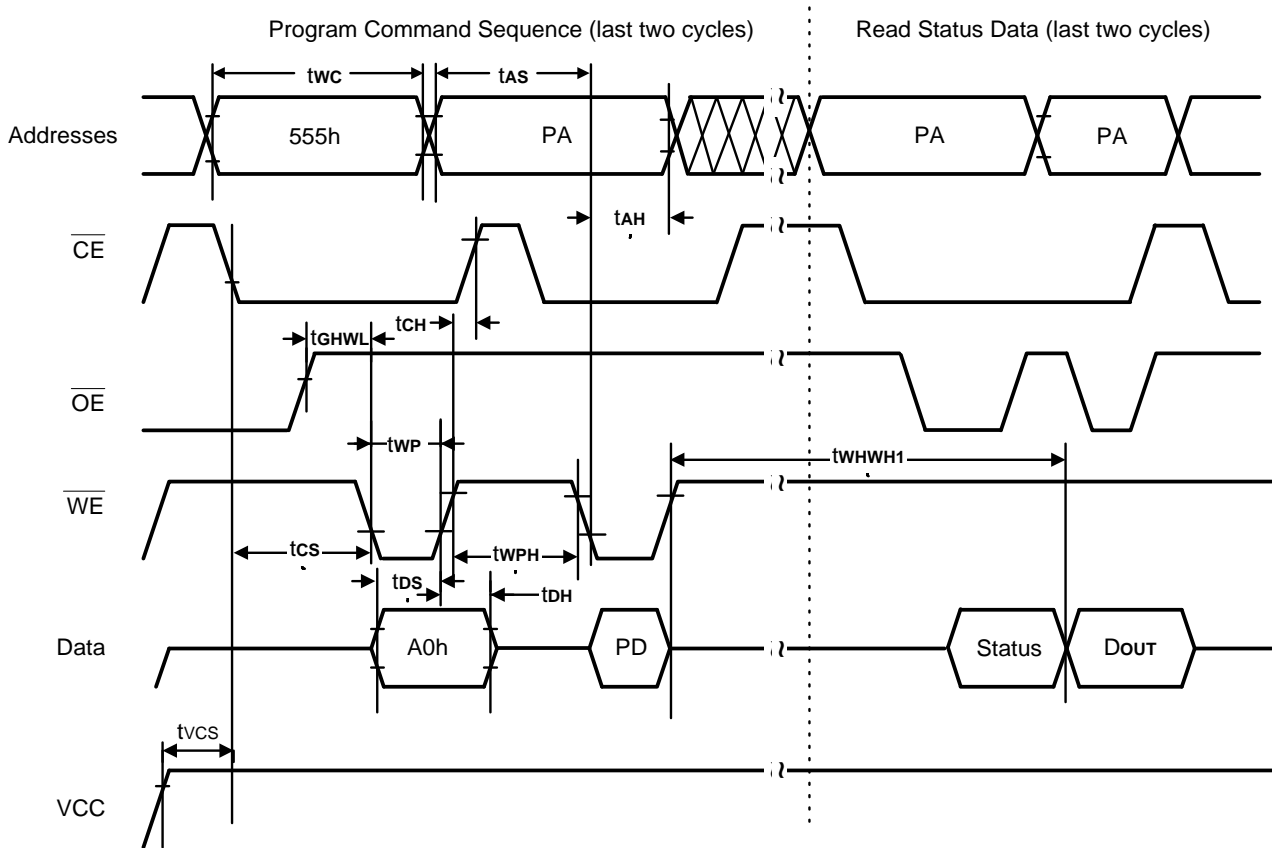 Program Command Sequence (last two cycles) Read Status Data (last two cycles)
tWC tAS
Addresses 555h PA PA PA
tAH
CE
tGHWL tCH
OE
tWP tWHWH1
WE
tCS tWPH
tDS tDH
Data A0h PD Status DOUT
tVCS
VCC